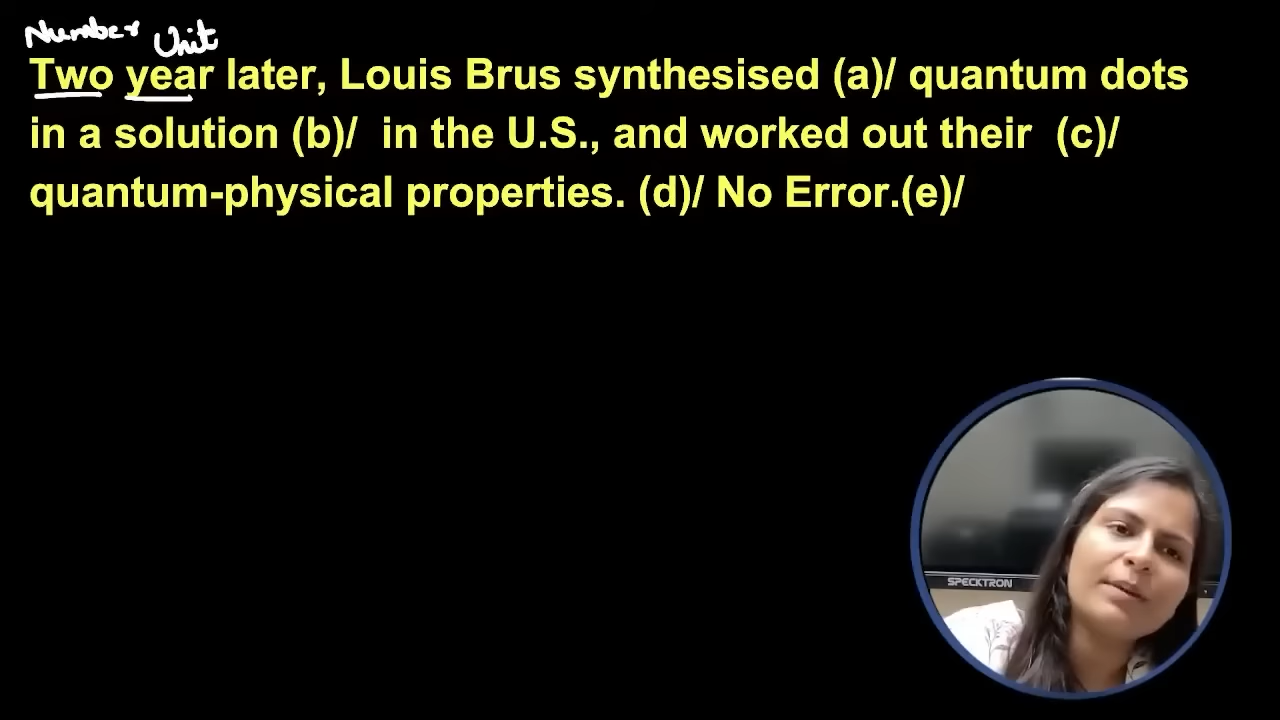 Number Unit
Two year later, Louis Brus synthesised (a)/ quantum dots
in a solution (b)/ in the U.S., and worked out their (c)/
quantum-physical properties. (d)/ No Error.(e)/
SPECKTRON